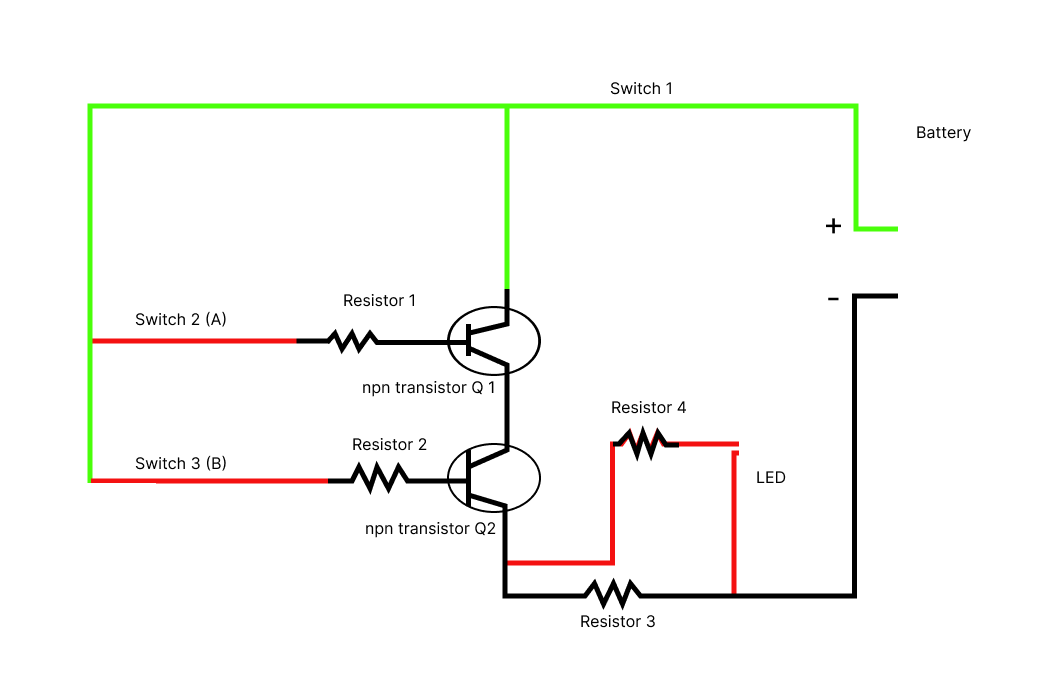 Switch 1
Battery
+
–
Resistor 1
Switch 2 (A)
npn transistor Q 1
Resistor 4
Resistor 2
Switch 3 (B)
LED
npn transistor Q2
Resistor 3